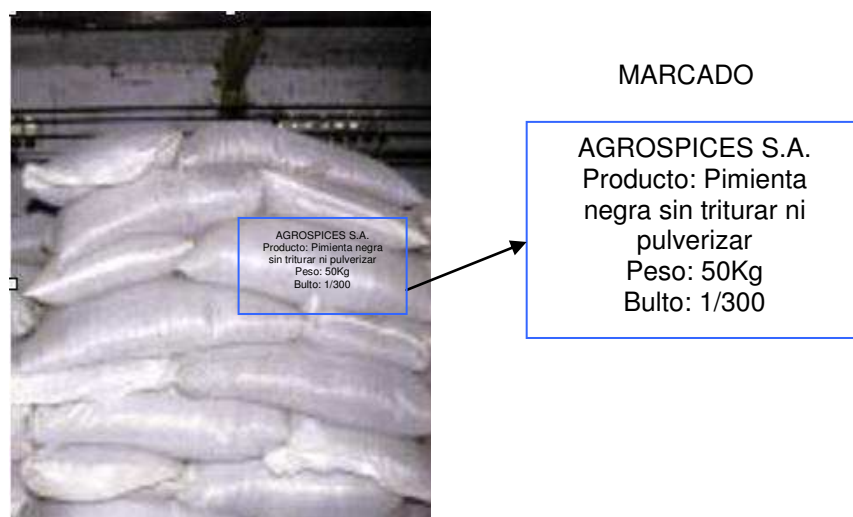 MARCADO
AGROSPICES S.A.
Producto: Pimienta negra
sin triturar ni pulverizar
Peso: 50Kg
Bulto: 1/300
AGROSPICES S.A.
Producto: Pimienta
negra sin triturar ni
pulverizar
Peso: 50Kg
Bulto: 1/300